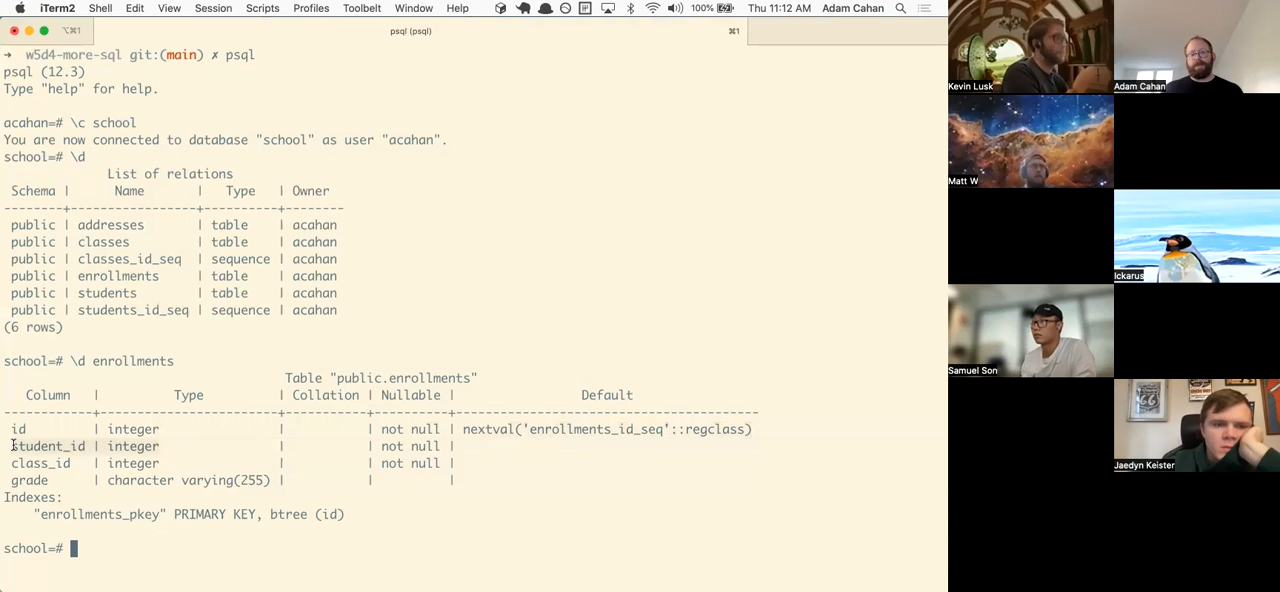 iTerm2 Shell Edit View Session Scripts Profiles Toolbelt Window Help 100% Thu 11:12 AM Adam Cahan
⌥⌘1 psql (psql) ⌘1
→ w5d4-more-sql git:(main) ✗ psql
psql (12.3)
Type "help" for help.
acahan=# \c school
You are now connected to database "school" as user "acahan".
school=# \d
List of relations
Schema | Name | Type | Owner
--------+-----------------+----------+--------
public | addresses | table | acahan
public | classes | table | acahan
public | classes_id_seq | sequence | acahan
public | enrollments | table | acahan
public | students | table | acahan
public | students_id_seq | sequence | acahan
(6 rows)
school=# \d enrollments
Table "public.enrollments"
Column | Type | Collation | Nullable | Default
------------+------------------------+-----------+----------+-----------------------------------------
id | integer | | not null | nextval('enrollments_id_seq'::regclass)
student_id | integer | | not null |
class_id | integer | | not null |
grade | character varying(255) | | |
Indexes:
"enrollments_pkey" PRIMARY KEY, btree (id)
school=#
Kevin Lusk
Adam Cahan
Matt W
Ickarus
Samuel Son
66
Jaedyn Keister